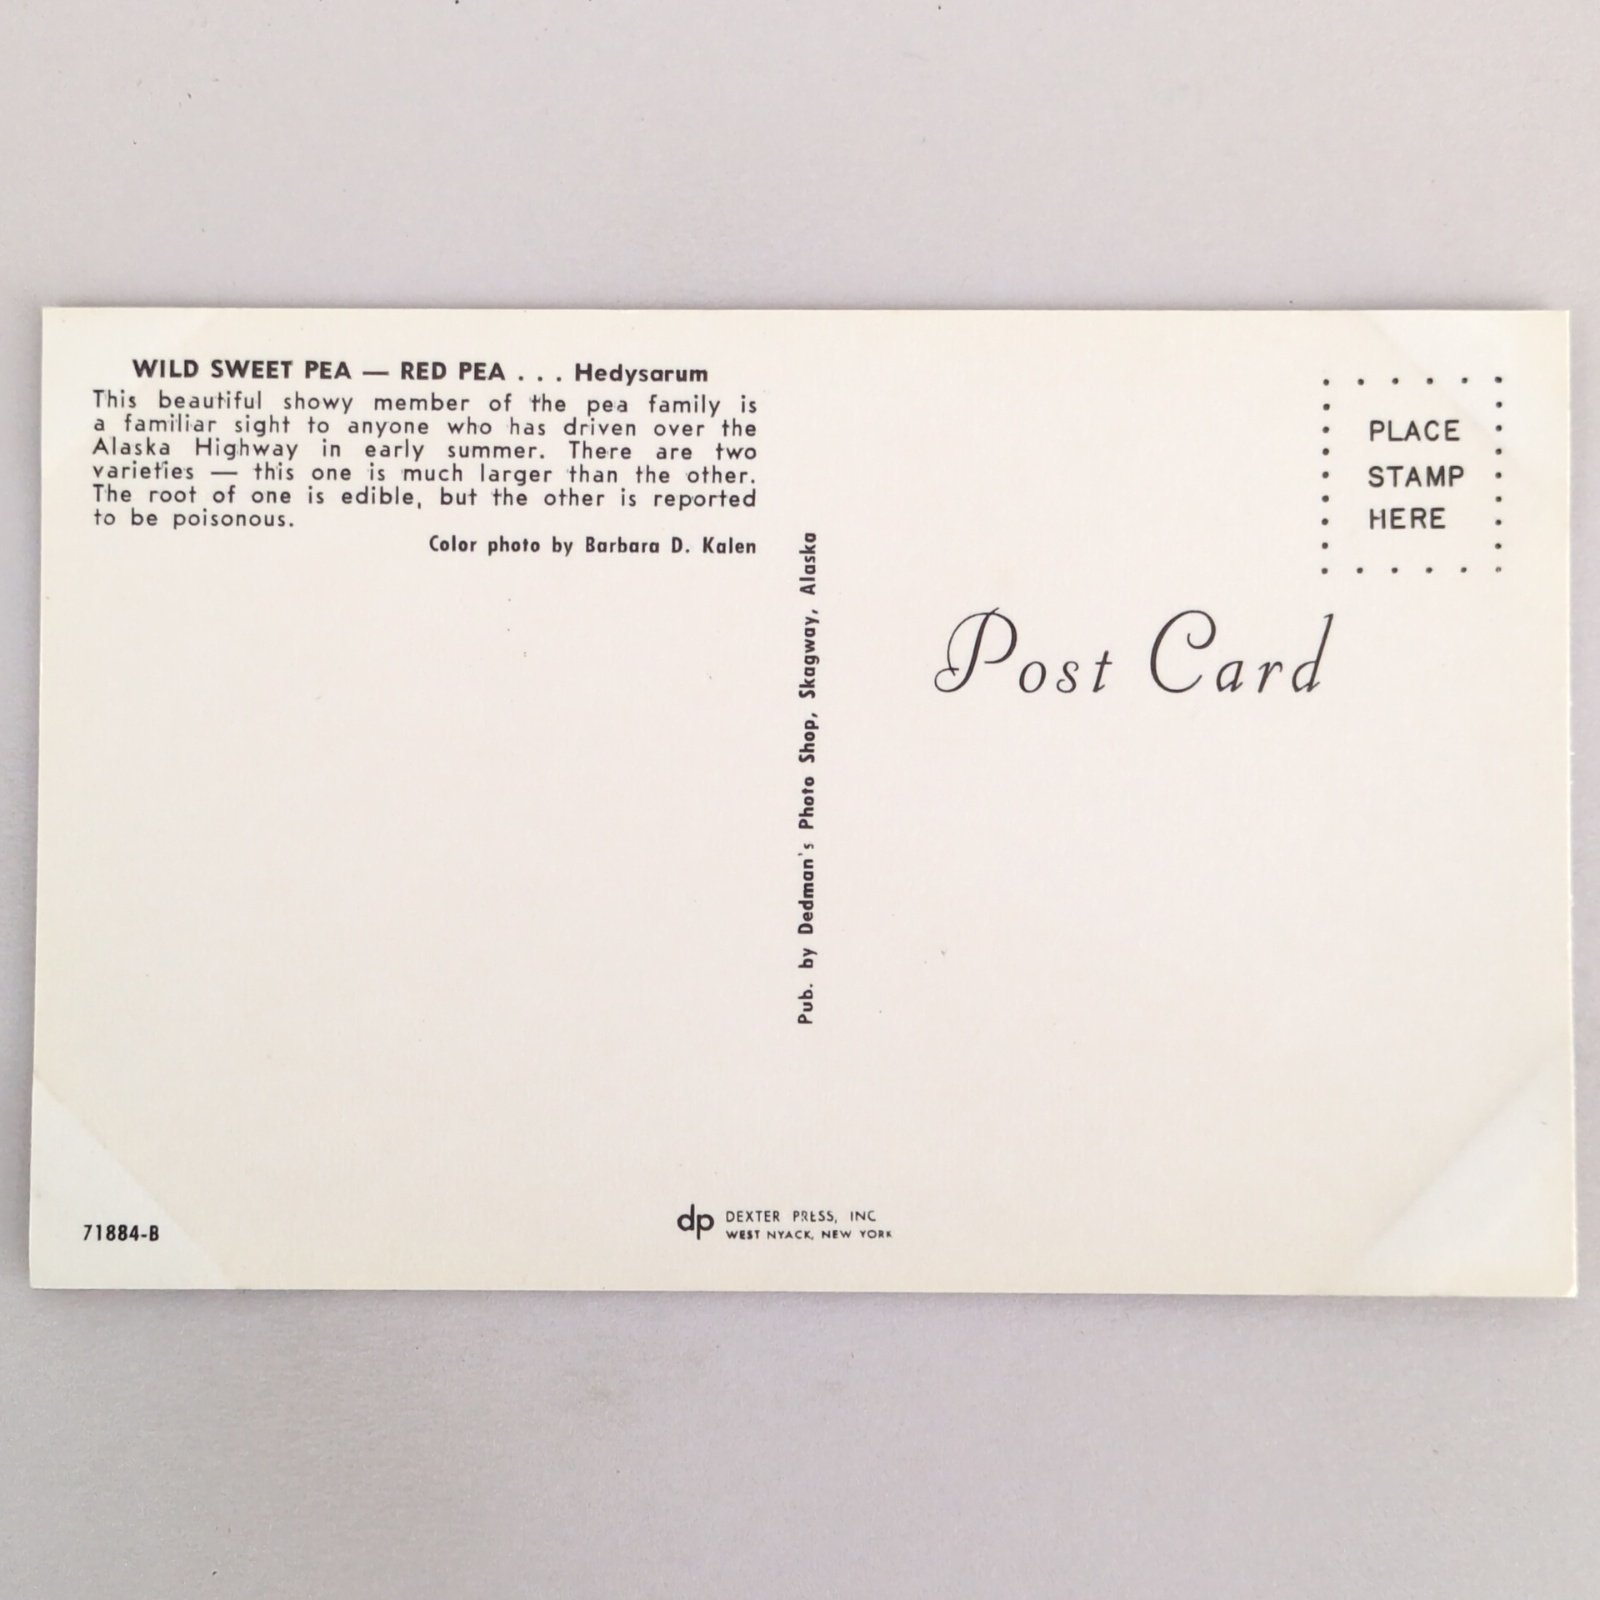 WILD SWEET PEA — RED PEA . . . Hedysarum
This beautiful showy member of the pea family is
a familiar sight to anyone who has driven over the
Alaska Highway in early summer. There are two
varieties — this one is much larger than the other.
The root of one is edible, but the other is reported
to be poisonous.
Color photo by Barbara D. Kalen
Pub. by Dedman's Photo Shop, Skagway, Alaska
PLACE
STAMP
HERE
Post Card
71884-B
dp DEXTER PRESS, INC
WEST NYACK, NEW YORK